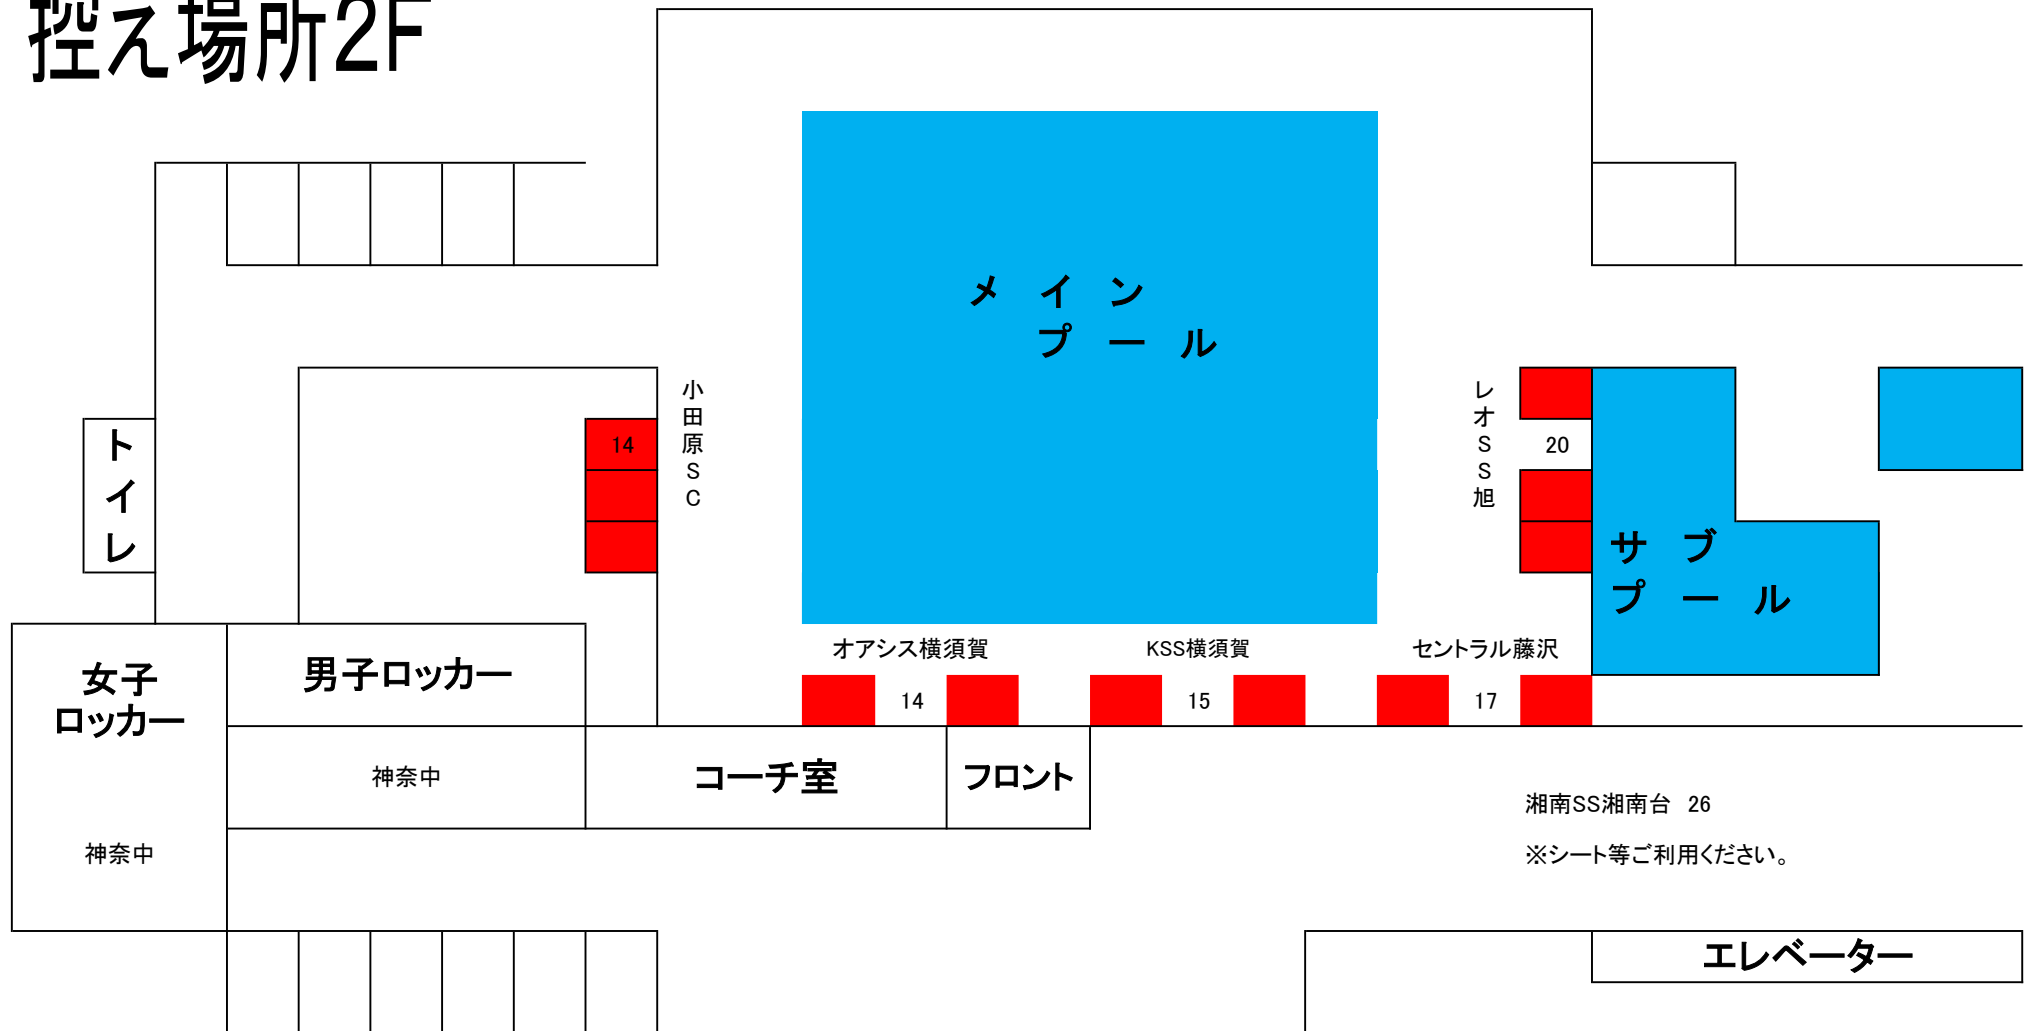 控え場所2F
メイン
プール
小田原SC
14
レオSS旭
20
トイレ
サブ
プール
オアシス横須賀
KSS横須賀
セントラル藤沢
14
15
17
女子
ロッカー
男子ロッカー
神奈中
コーチ室
フロント
湘南SS湘南台 26
神奈中
※シート等ご利用ください。
エレベーター